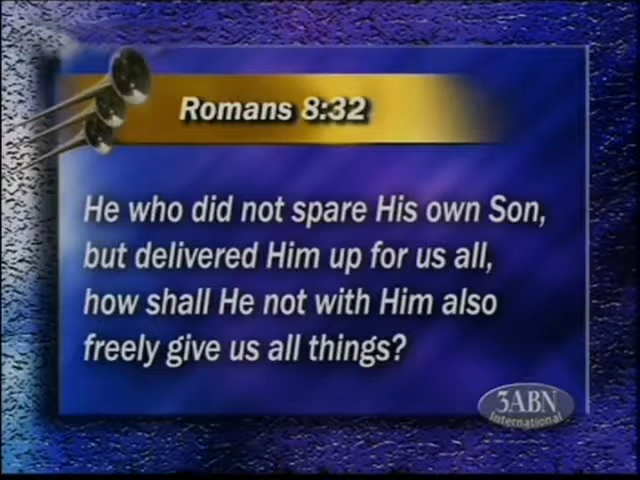 Romans 8:32
He who did not spare His own Son,
but delivered Him up for us all,
how shall He not with Him also
freely give us all things?
3ABN
International